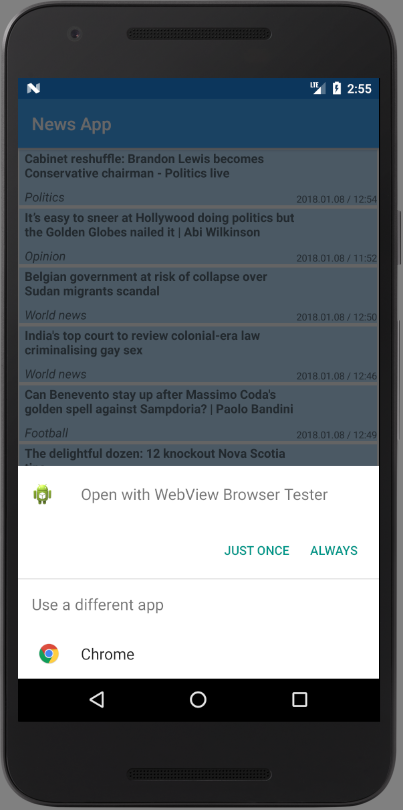 LTE 2:55
News App
Cabinet reshuffle: Brandon Lewis becomes
Conservative chairman - Politics live
Politics 2018.01.08 / 12:54
It's easy to sneer at Hollywood doing politics but
the Golden Globes nailed it | Abi Wilkinson
Opinion 2018.01.08 / 11:52
Belgian government at risk of collapse over
Sudan migrants scandal
World news 2018.01.08 / 12:50
India's top court to review colonial-era law
criminalising gay sex
World news 2018.01.08 / 12:46
Can Benevento stay up after Massimo Coda's
golden spell against Sampdoria? | Paolo Bandini
Football 2018.01.08 / 12:49
The delightful dozen: 12 knockout Nova Scotia
Open with WebView Browser Tester
JUST ONCE ALWAYS
Use a different app
Chrome